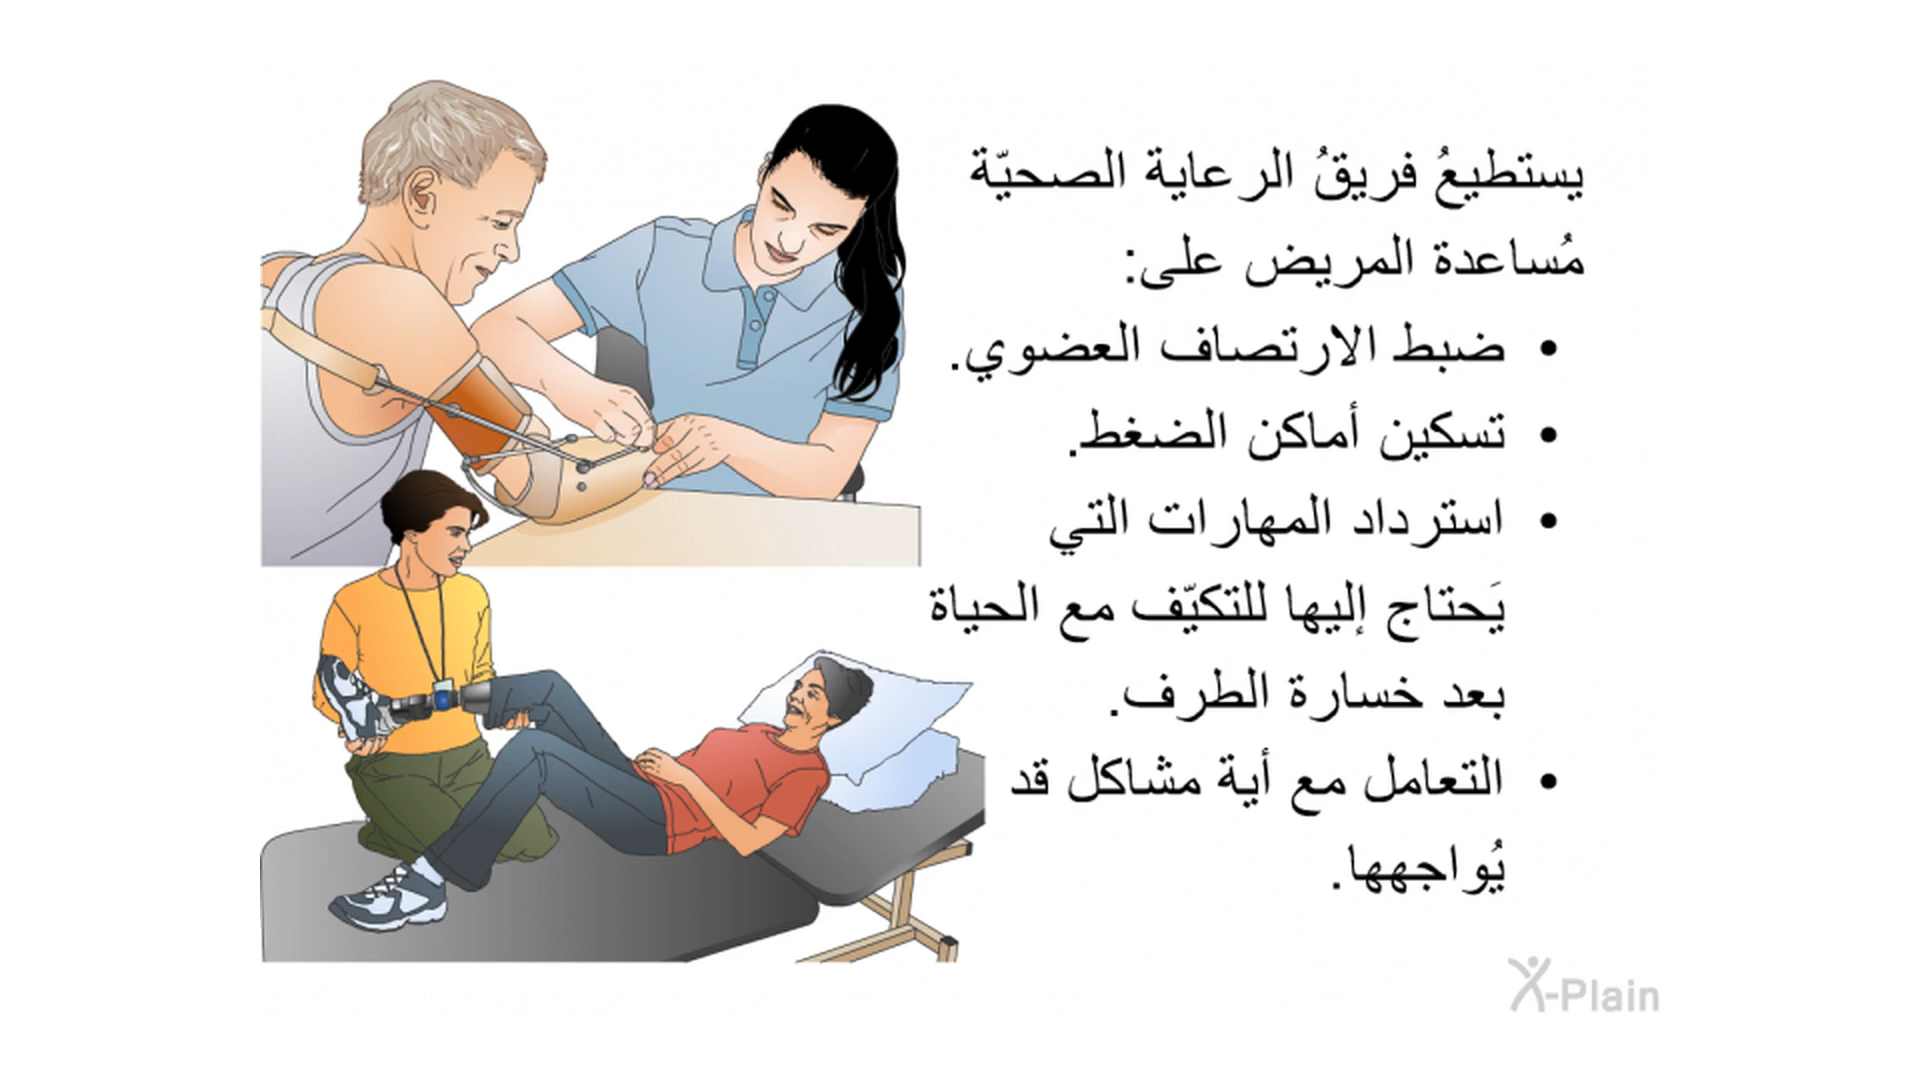 يستطيعُ فريقُ الرعاية الصحيّة
مُساعدة المريض على:
• ضبط الارتصاف العضوي.
• تسكين أماكن الضغط.
• استرداد المهارات التي
يَحتاج إليها للتكيّف مع الحياة
بعد خسارة الطرف.
• التعامل مع أية مشاكل قد
يُواجهها.
X-Plain